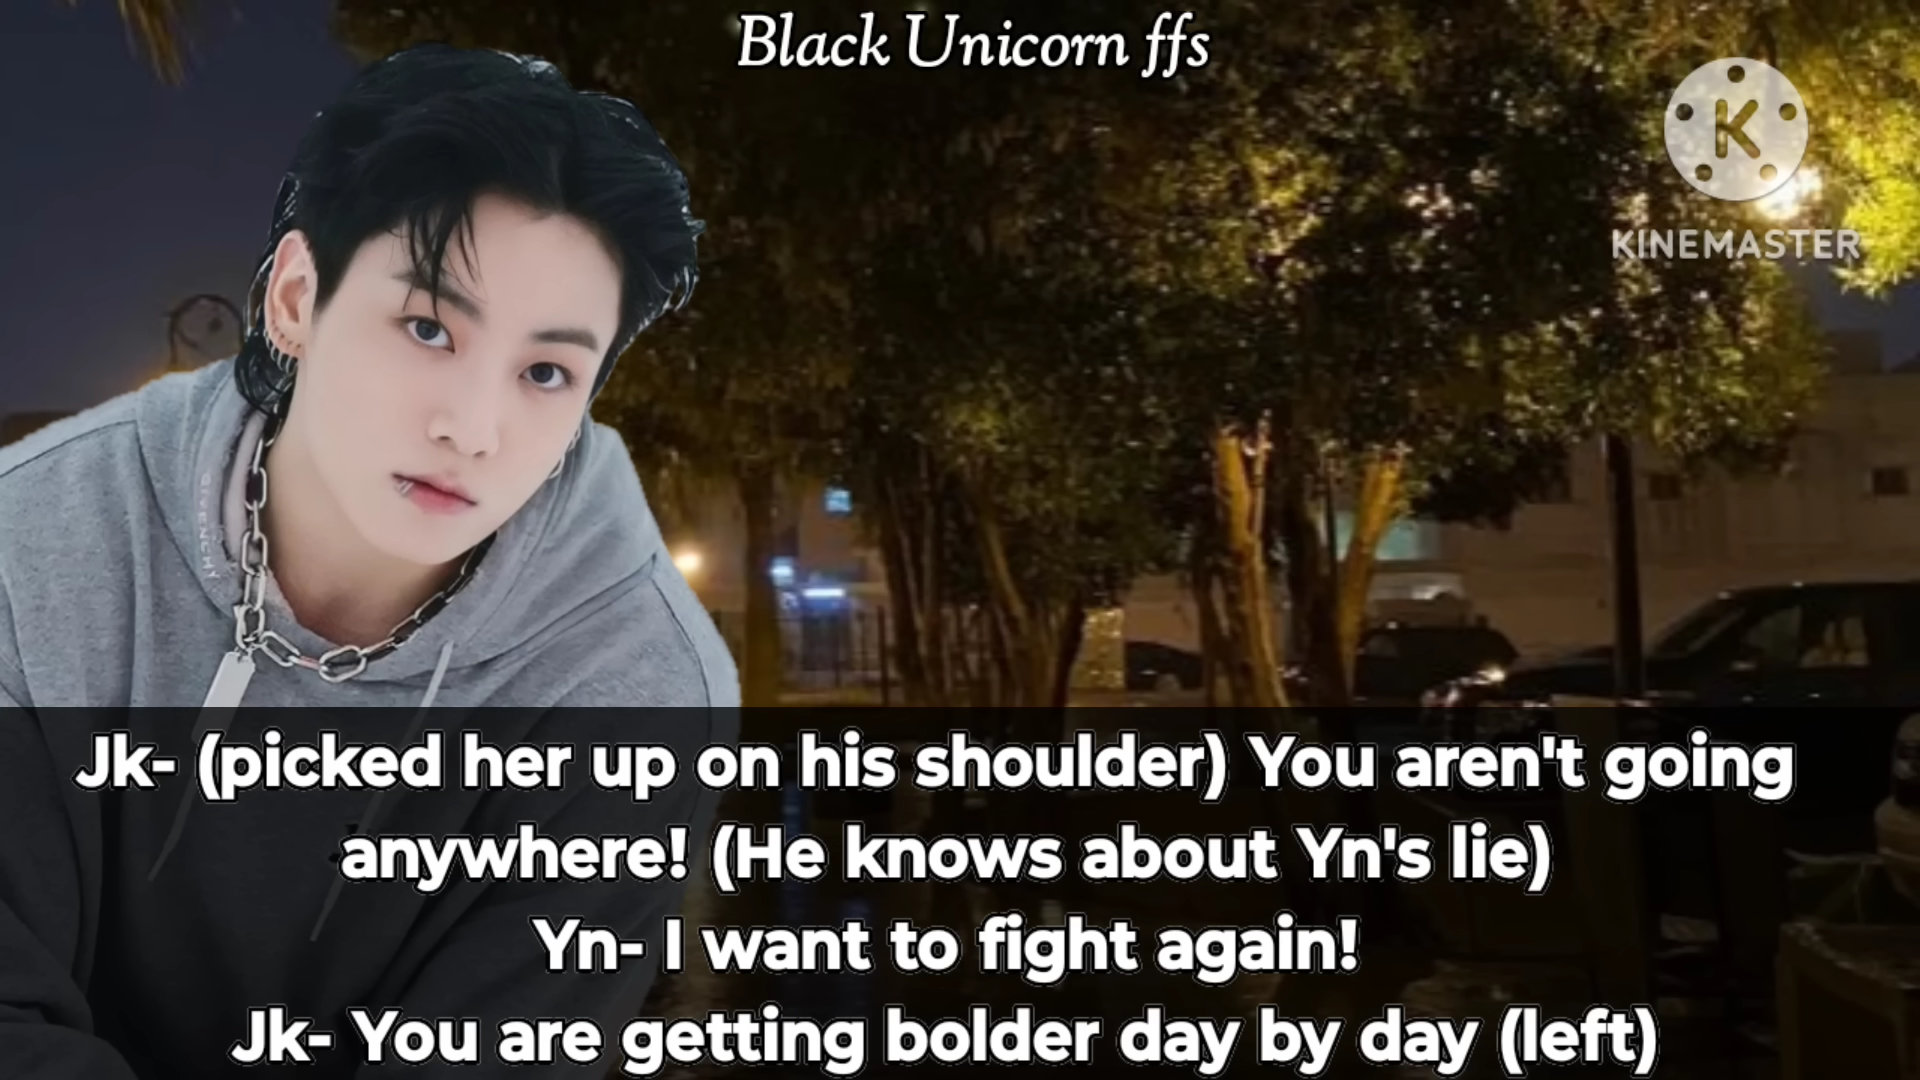 Black Unicorn ffs
K
KINEMASTER
GIVENCHY
Jk- (picked her up on his shoulder) You aren't going
anywhere! (He knows about Yn's lie)
Yn- I want to fight again!
Jk- You are getting bolder day by day (left)